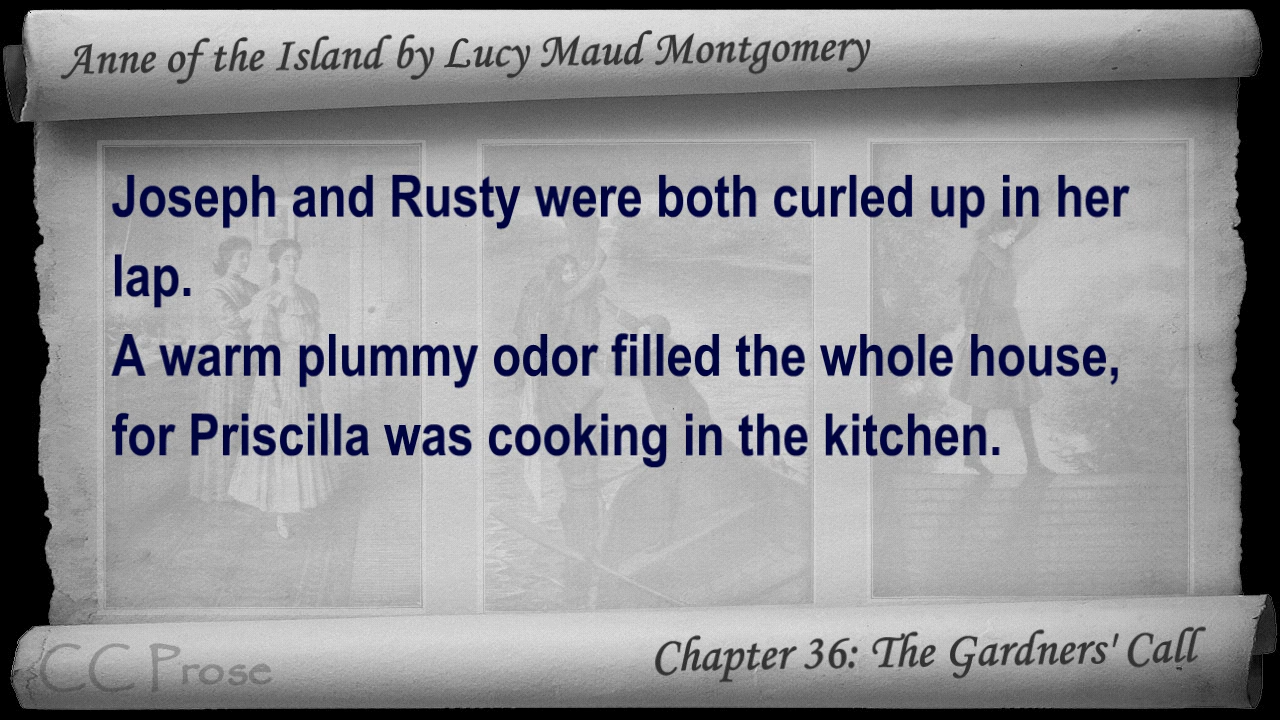 Anne of the Island by Lucy Maud Montgomery
Joseph and Rusty were both curled up in her
lap.
A warm plummy odor filled the whole house,
for Priscilla was cooking in the kitchen.
CC Prose
Chapter 36: The Gardners' Call